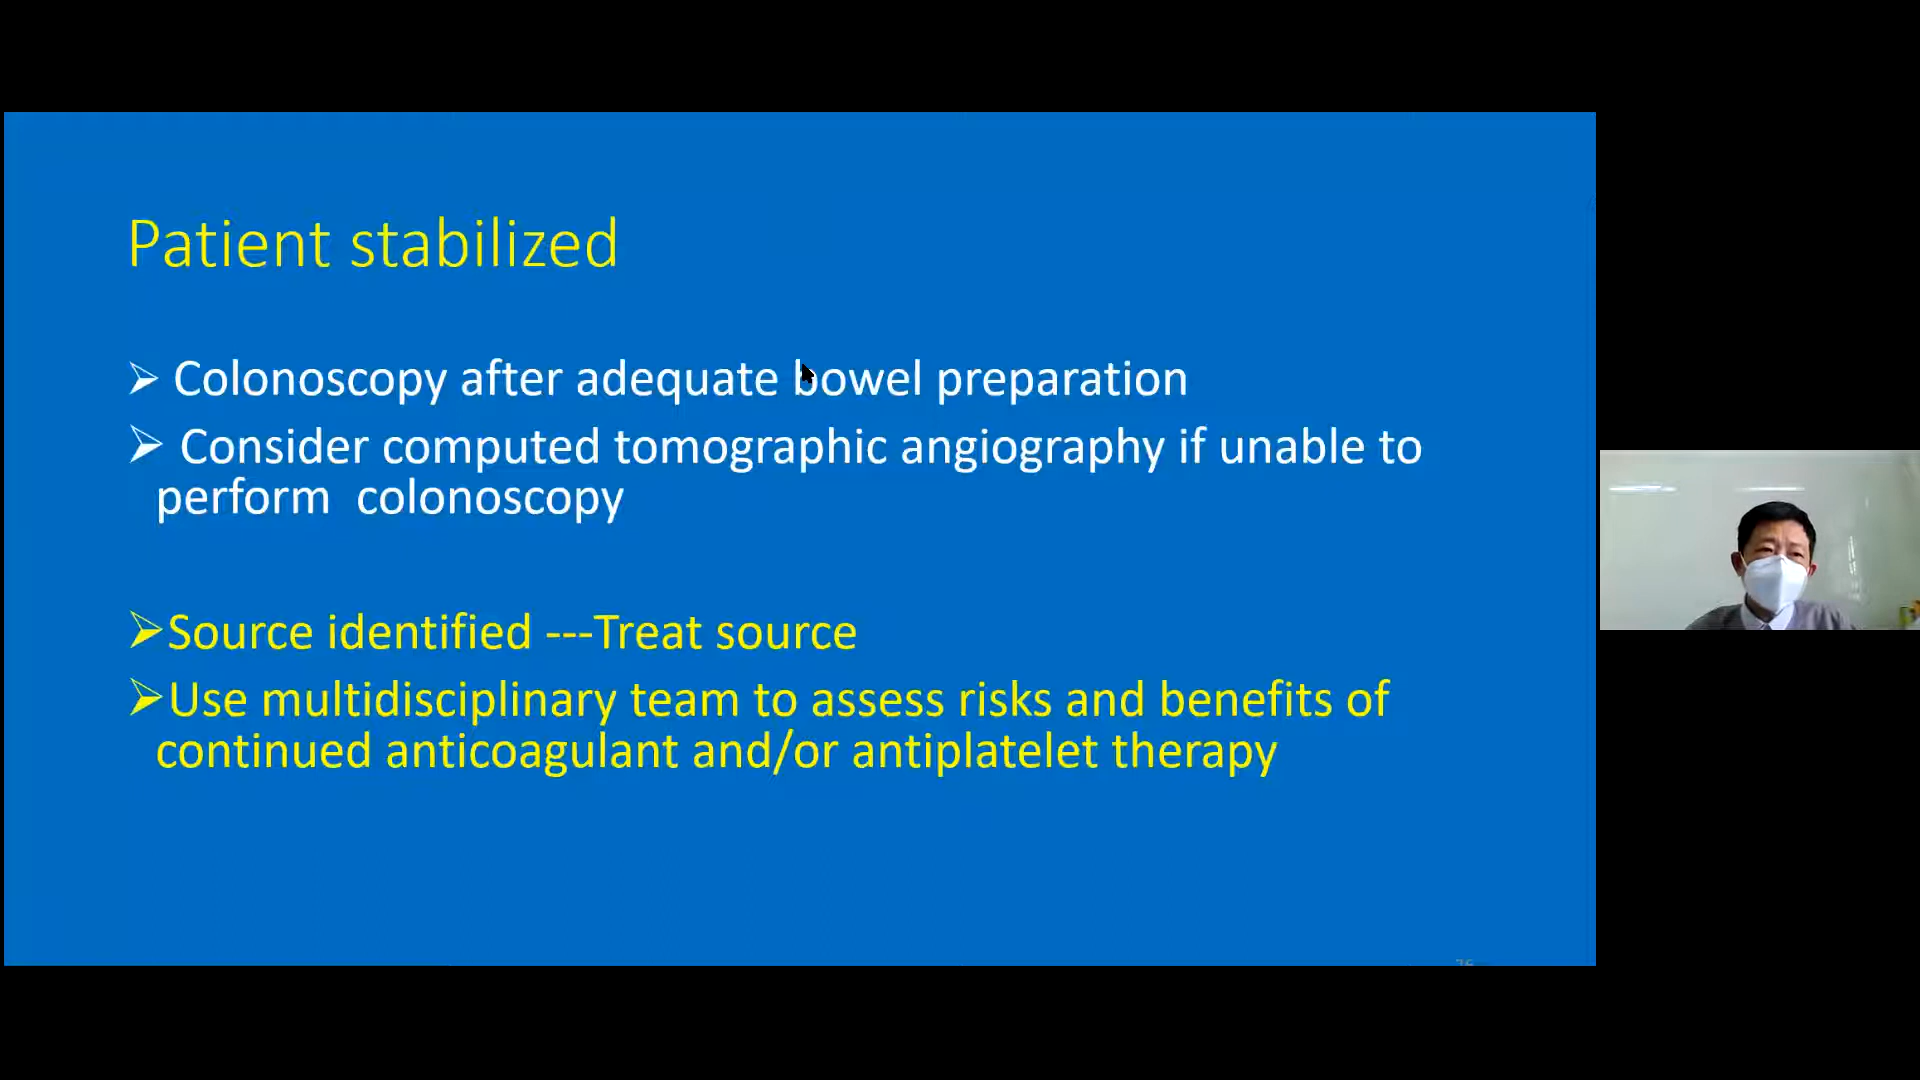 Patient stabilized
➢ Colonoscopy after adequate bowel preparation
➢ Consider computed tomographic angiography if unable to
perform colonoscopy
➢Source identified ---Treat source
➢Use multidisciplinary team to assess risks and benefits of
continued anticoagulant and/or antiplatelet therapy